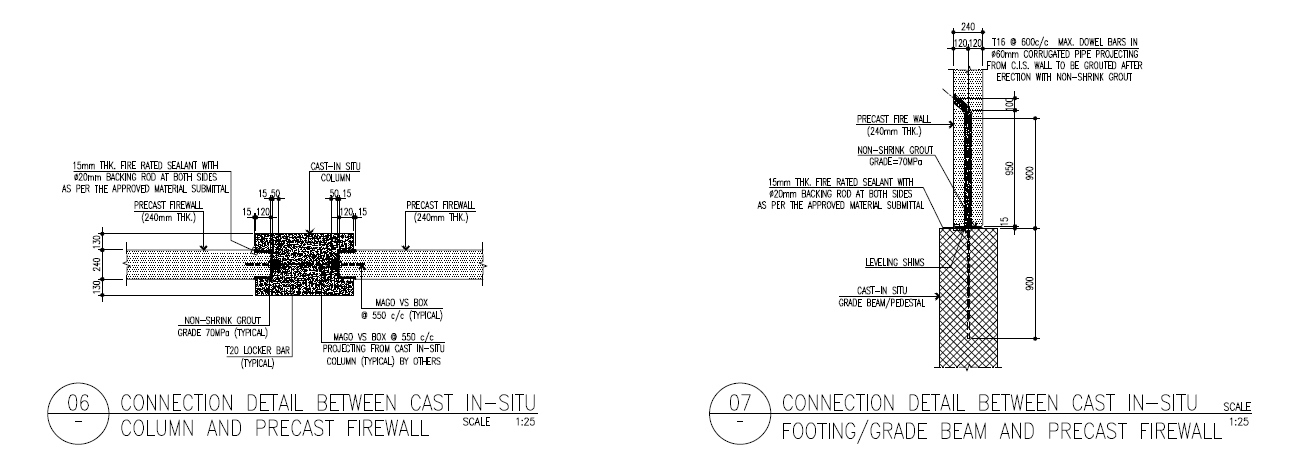 15mm THK. FIRE RATED SEALANT WITH
ø20mm BACKING ROD AT BOTH SIDES
AS PER THE APPROVED MATERIAL SUBMITTAL
CAST-IN SITU
COLUMN
PRECAST FIREWALL
(240mm THK.)
15 50
50 15
15 120
120 15
PRECAST FIREWALL
(240mm THK.)
130
240
130
NON-SHRINK GROUT
GRADE 70MPa (TYPICAL)
T20 LOCKER BAR
(TYPICAL)
MAGO VS BOX
@ 550 c/c (TYPICAL)
MAGO VS BOX @ 550 c/c
PROJECTING FROM CAST IN-SITU
COLUMN (TYPICAL) BY OTHERS
06
-
CONNECTION DETAIL BETWEEN CAST IN-SITU
COLUMN AND PRECAST FIREWALL
SCALE 1:25
240
120 120
T16 @ 600c/c MAX. DOWEL BARS IN
ø60mm CORRUGATED PIPE PROJECTING
FROM C.I.S. WALL TO BE GROUTED AFTER
ERECTION WITH NON-SHRINK GROUT
100
PRECAST FIRE WALL
(240mm THK.)
NON-SHRINK GROUT
GRADE=70MPa
950
900
15mm THK. FIRE RATED SEALANT WITH
ø20mm BACKING ROD AT BOTH SIDES
AS PER THE APPROVED MATERIAL SUBMITTAL
15
LEVELING SHIMS
CAST-IN SITU
GRADE BEAM/PEDESTAL
900
07
-
CONNECTION DETAIL BETWEEN CAST IN-SITU
FOOTING/GRADE BEAM AND PRECAST FIREWALL
SCALE
1:25